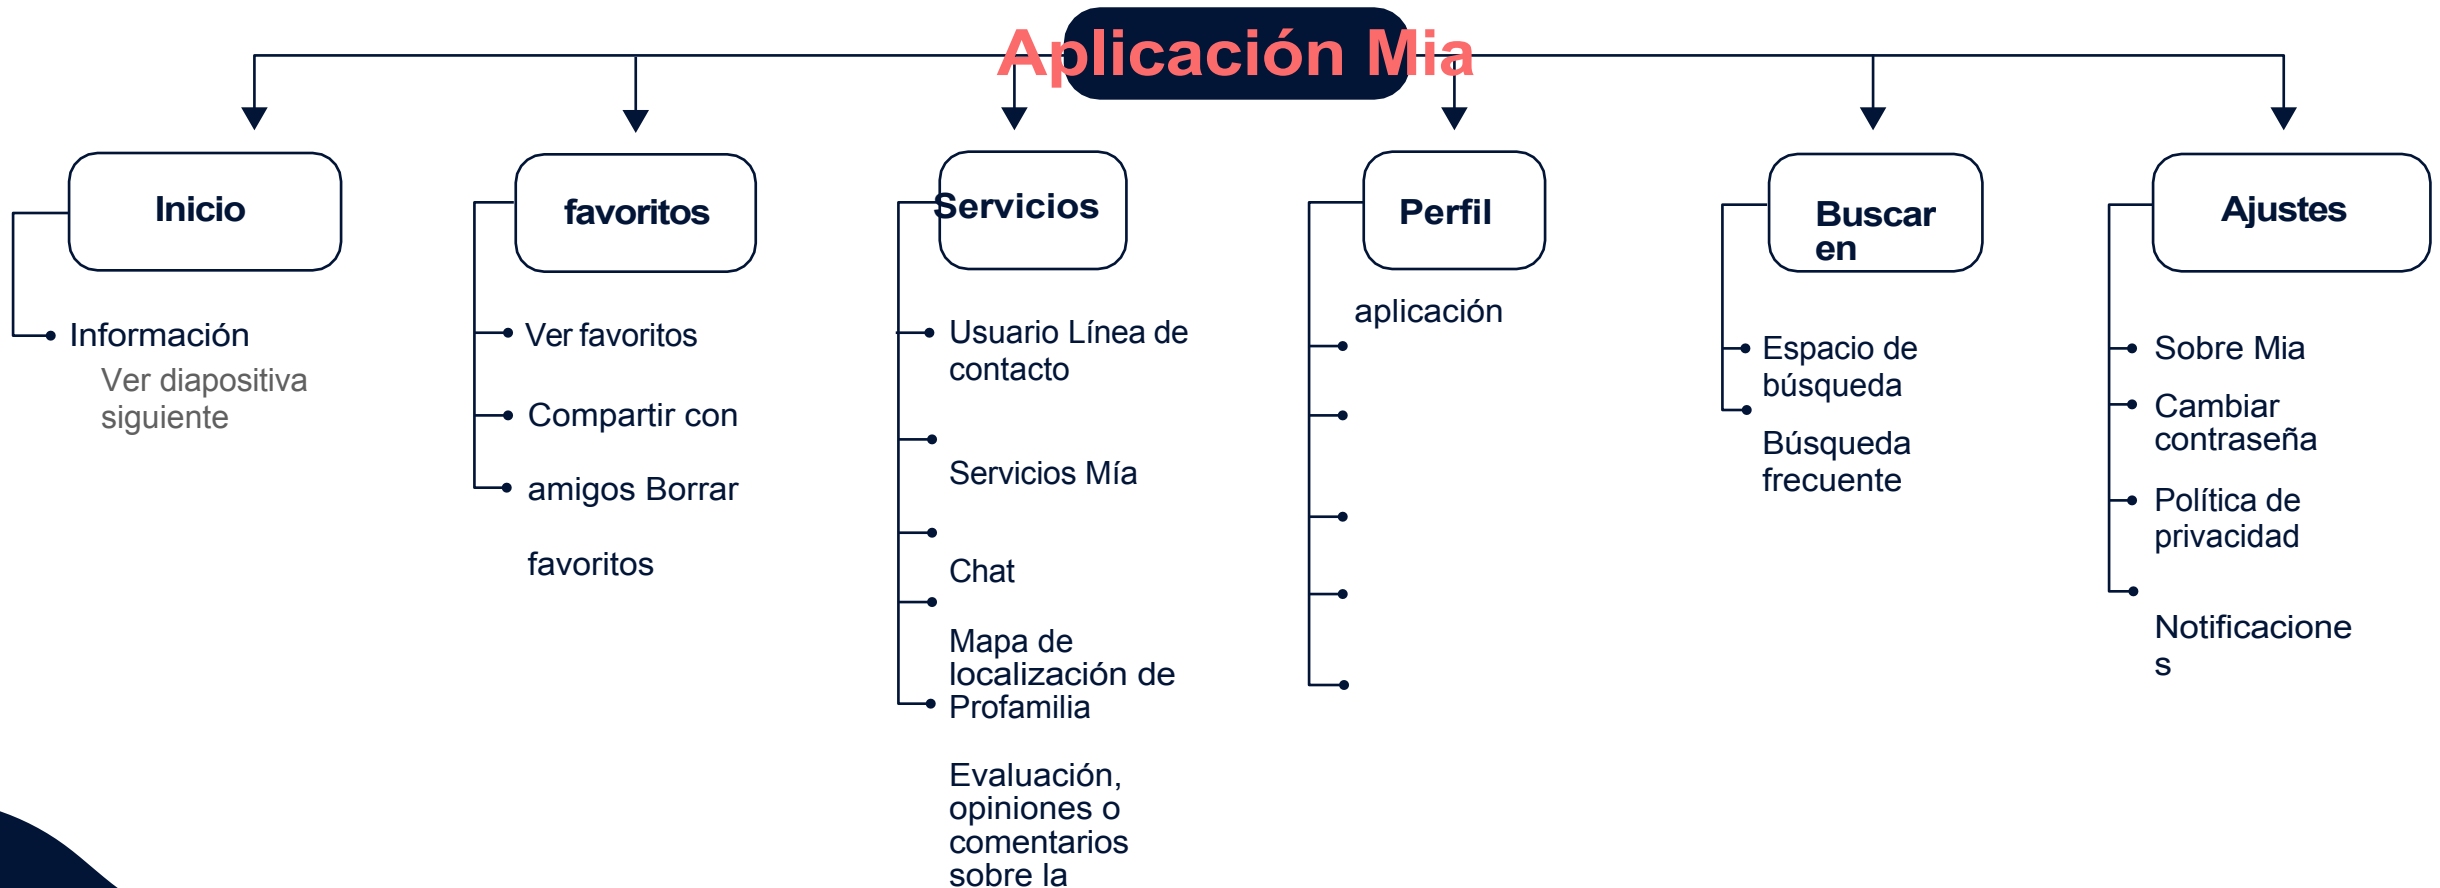 Aplicación Mia
Inicio
Información
Ver diapositiva
siguiente
favoritos
Ver favoritos
Compartir con
amigos Borrar
favoritos
Servicios
Usuario Línea de
contacto
Servicios Mía
Chat
Mapa de
localización de
Profamilia
Evaluación,
opiniones o
comentarios
sobre la
Perfil
aplicación
Buscar
en
Espacio de
búsqueda
Búsqueda
frecuente
Ajustes
Sobre Mia
Cambiar
contraseña
Política de
privacidad
Notificacione
s